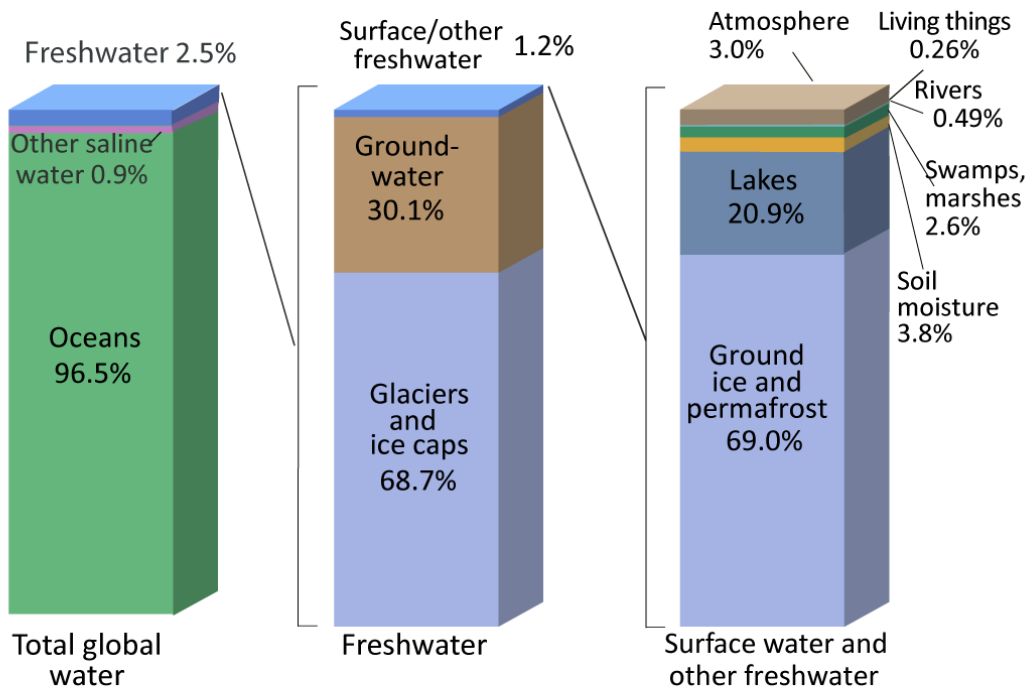 Freshwater 2.5%
Other saline
water 0.9%
Oceans
96.5%
Total global
water
Surface/other
freshwater
1.2%
Ground-
water
30.1%
Glaciers
and
ice caps
68.7%
Freshwater
Atmosphere
3.0%
Living things
0.26%
Rivers
0.49%
Swamps,
marshes
2.6%
Soil
moisture
3.8%
Lakes
20.9%
Ground
ice and
permafrost
69.0%
Surface water and
other freshwater